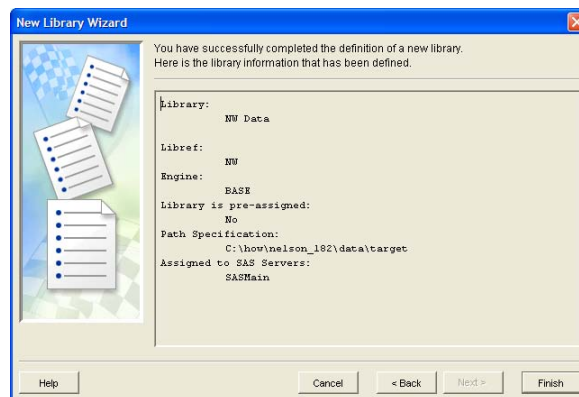 New Library Wizard
You have successfully completed the definition of a new library.
Here is the library information that has been defined.
Library:
NW Data
Libref:
NW
Engine:
BASE
Library is pre-assigned:
No
Path Specification:
C:\how\nelson_182\data\target
Assigned to SAS Servers:
SASMain
Help
Cancel
< Back
Next >
Finish